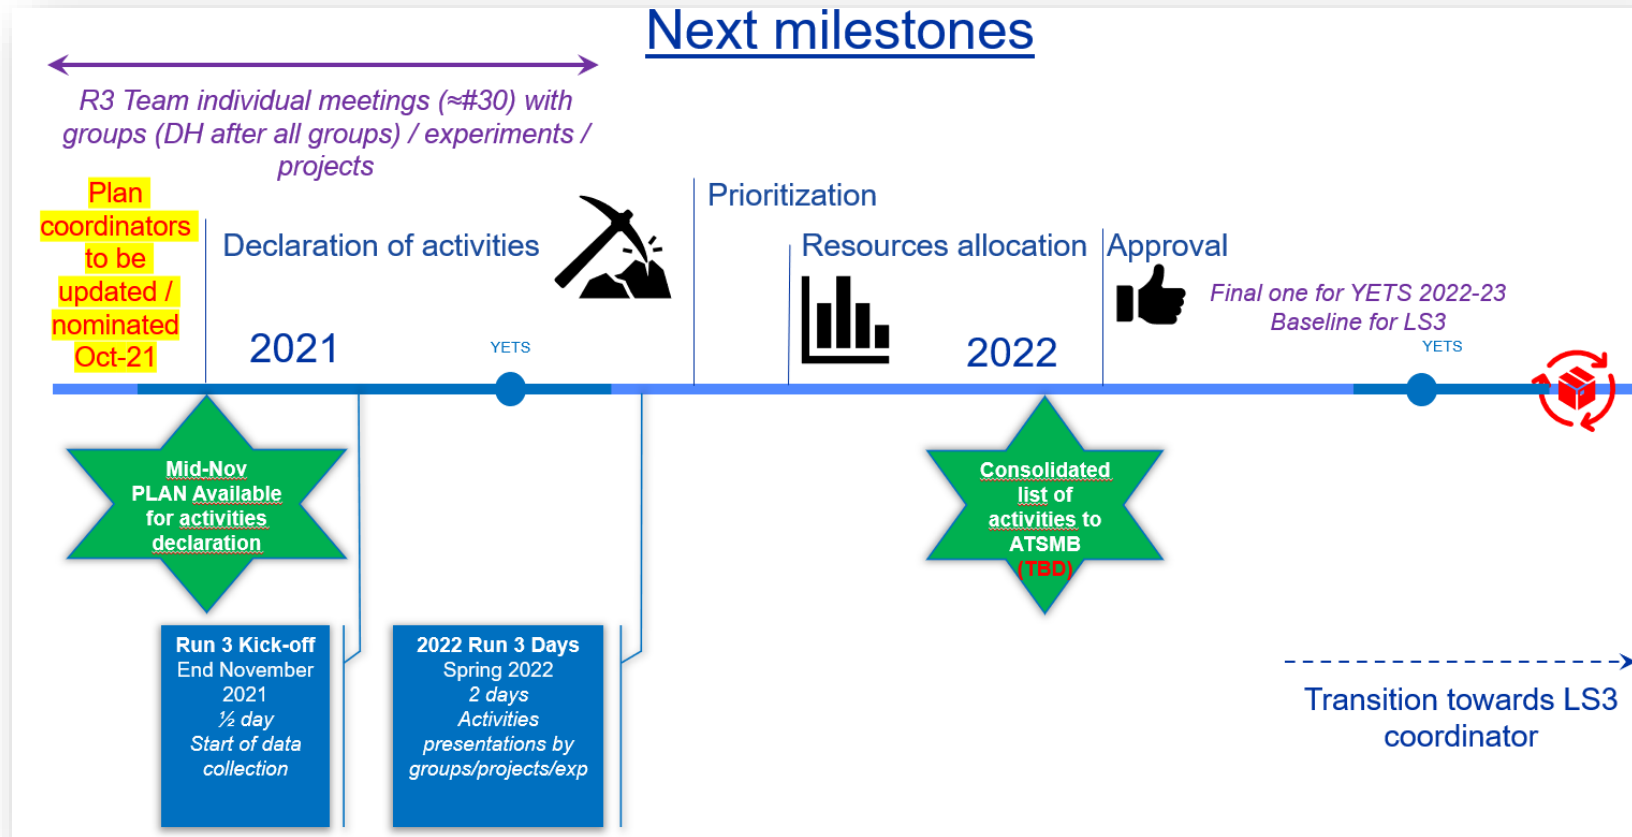 Next milestones
R3 Team individual meetings (≈#30) with
groups (DH after all groups) / experiments /
projects
Plan
coordinators
to be
updated /
nominated
Oct-21
Declaration of activities
Prioritization
Resources allocation
Approval
Final one for YETS 2022-23
Baseline for LS3
2021
YETS
2022
YETS
Mid-Nov
PLAN Available
for activities
declaration
Consolidated
list of
activities to
ATSMB
(TBD)
Run 3 Kick-off
End November
2021
½ day
Start of data
collection
2022 Run 3 Days
Spring 2022
2 days
Activities
presentations by
groups/projects/exp
Transition towards LS3
coordinator